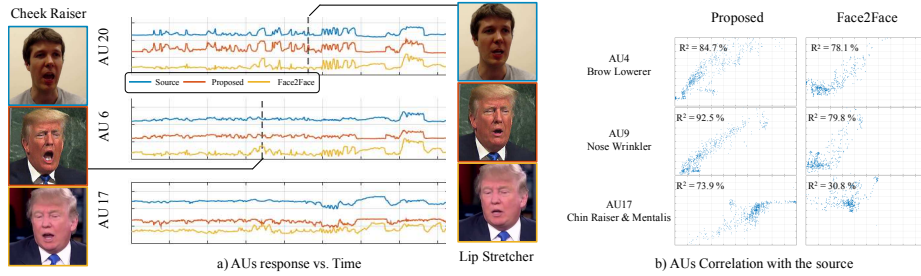 Cheek Raiser
AU 20
Source
Proposed
Face2Face
AU 6
AU 17
Lip Stretcher
a) AUs response vs. Time
Proposed
Face2Face
AU4
Brow Lowerer
R² = 84.7 %
R² = 78.1 %
AU9
Nose Wrinkler
R² = 92.5 %
R² = 79.8 %
AU17
Chin Raiser & Mentalis
R² = 73.9 %
R² = 30.8 %
b) AUs Correlation with the source